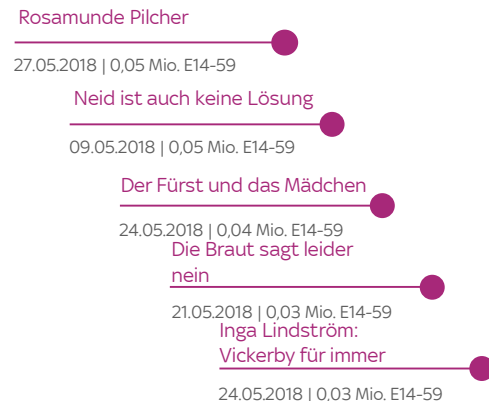 Rosamunde Pilcher
27.05.2018 | 0,05 Mio. E14-59
Neid ist auch keine Lösung
09.05.2018 | 0,05 Mio. E14-59
Der Fürst und das Mädchen
24.05.2018 | 0,04 Mio. E14-59
Die Braut sagt leider
nein
21.05.2018 | 0,03 Mio. E14-59
Inga Lindström:
Vickerby für immer
24.05.2018 | 0,03 Mio. E14-59